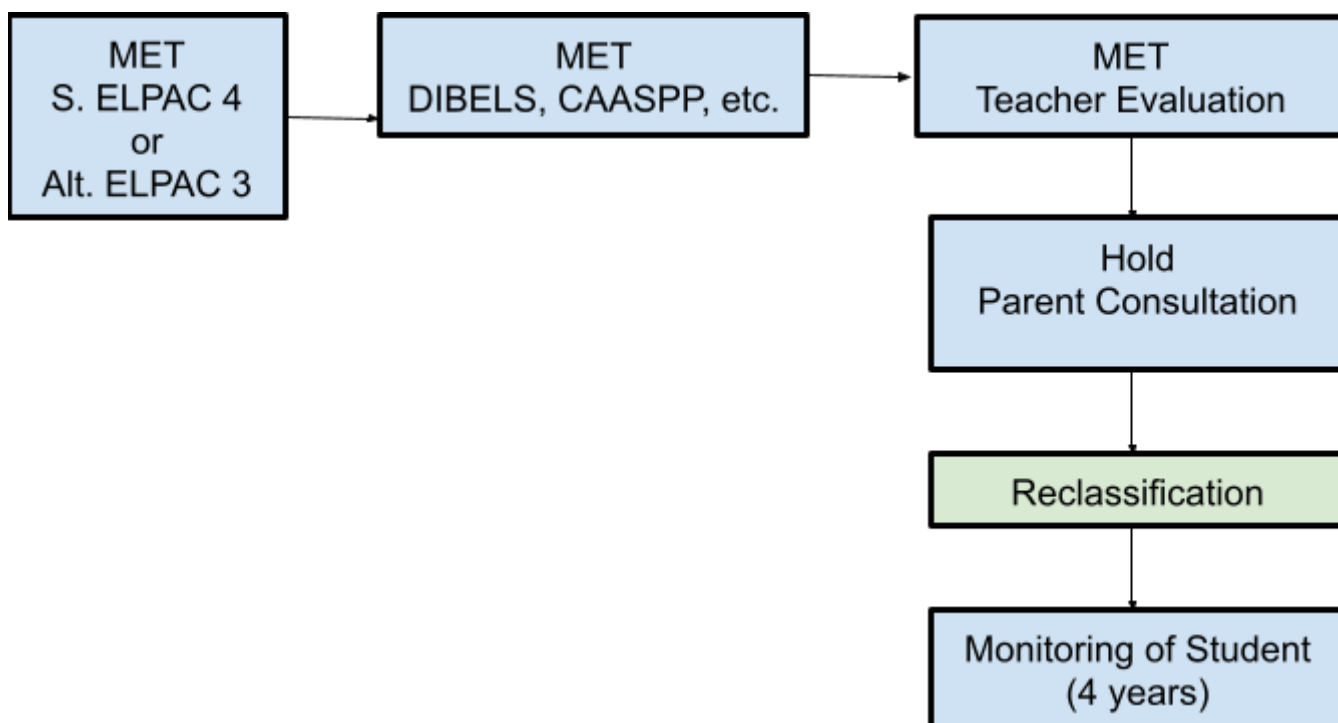 MET
S. ELPAC 4
or
Alt. ELPAC 3
MET
DIBELS, CAASPP, etc.
MET
Teacher Evaluation
Hold
Parent Consultation
Reclassification
Monitoring of Student
(4 years)